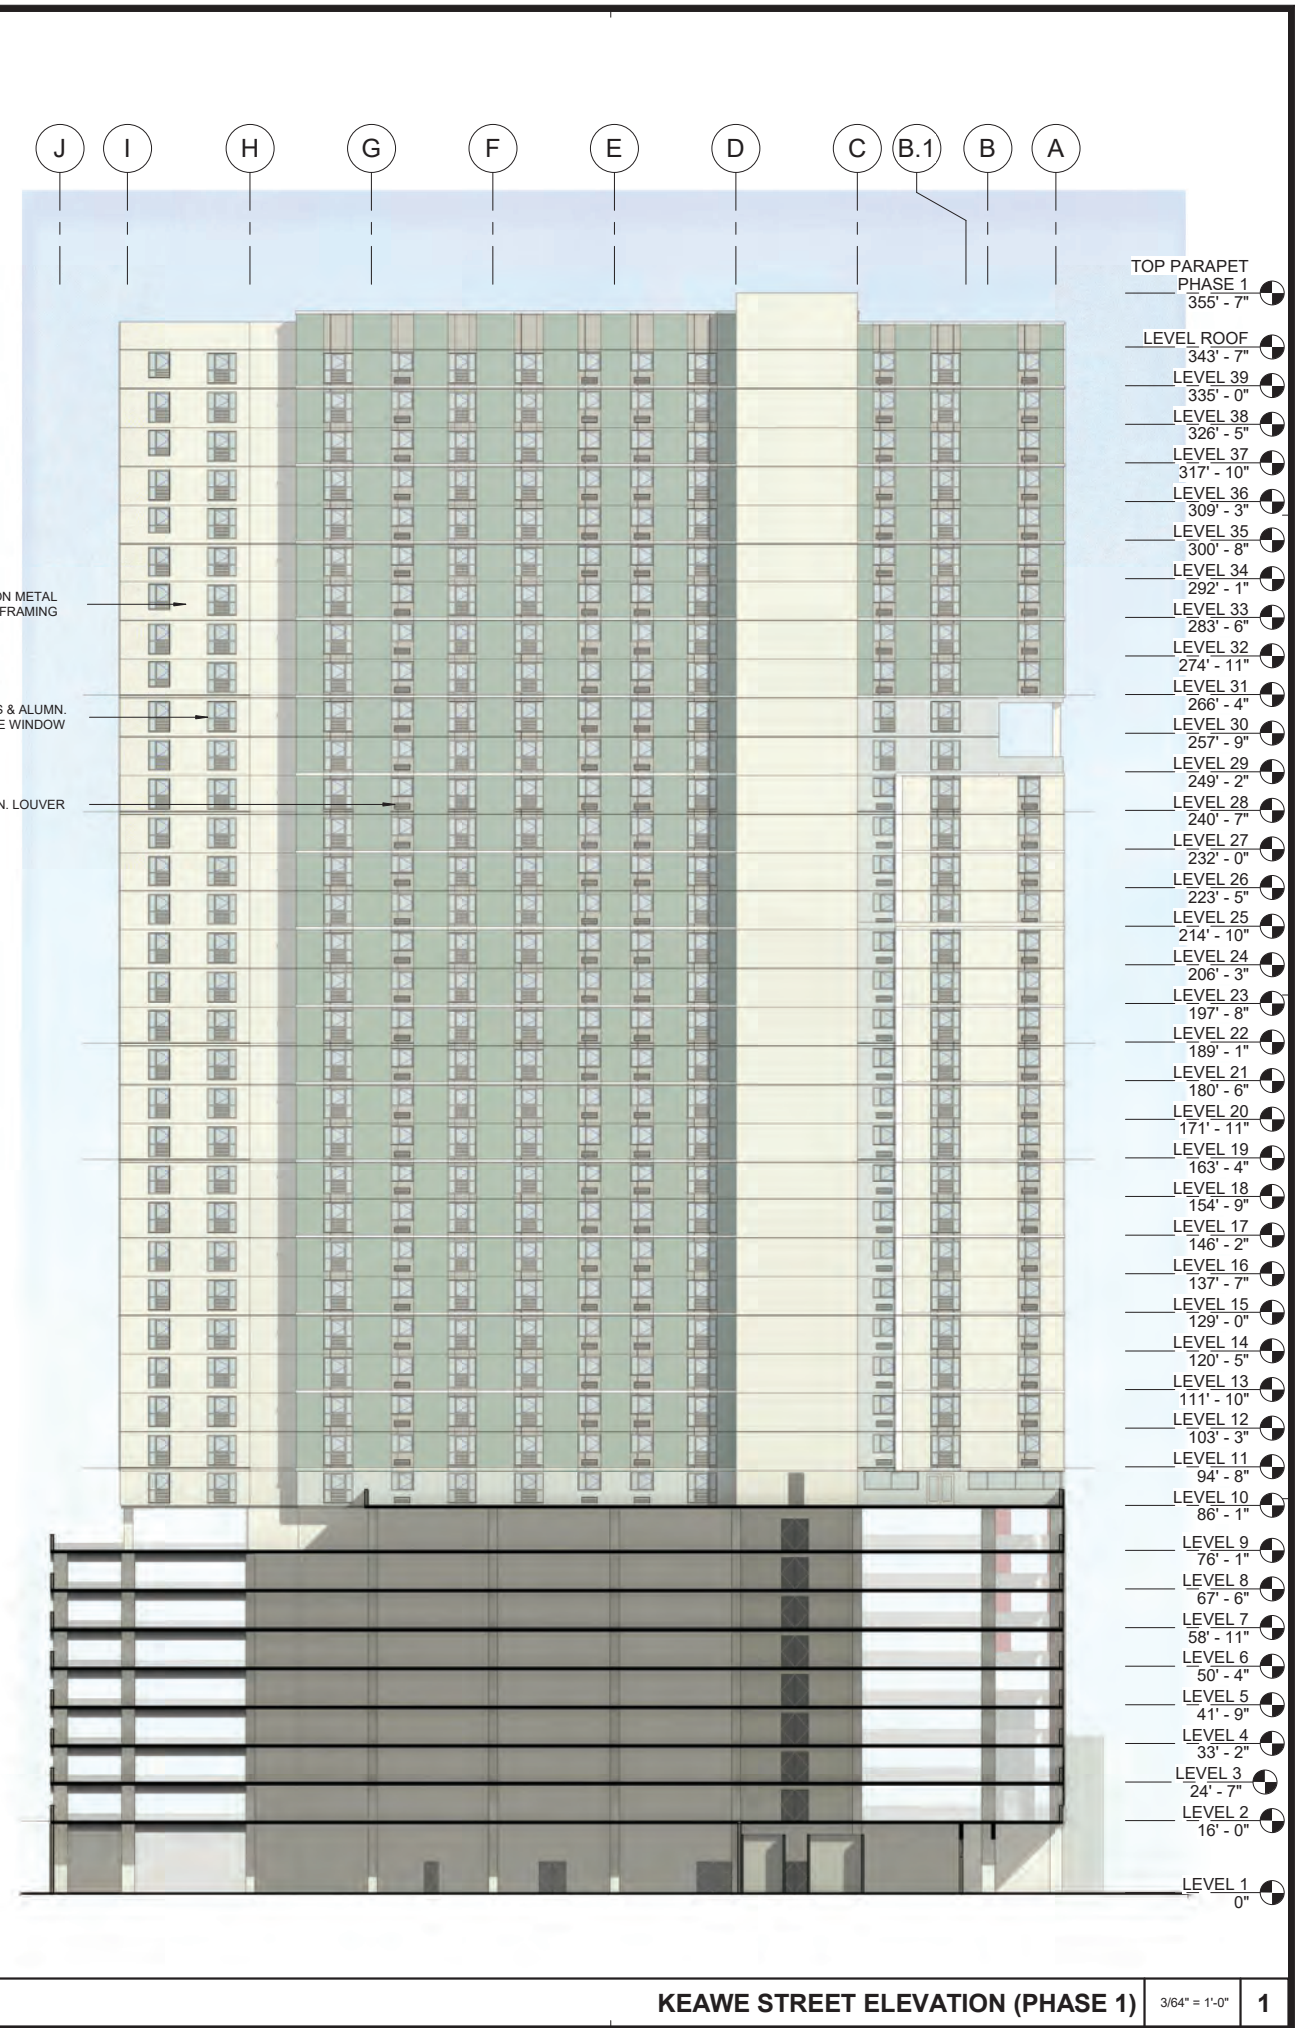 J I H G F E D C B.1 B A
TOP PARAPET
PHASE 1
355' - 7"
LEVEL ROOF
343' - 7"
LEVEL 39
335' - 0"
LEVEL 38
326' - 5"
LEVEL 37
317' - 10"
LEVEL 36
309' - 3"
LEVEL 35
300' - 8"
LEVEL 34
292' - 1"
ON METAL
FRAMING
LEVEL 33
283' - 6"
LEVEL 32
274' - 11"
LEVEL 31
266' - 4"
S & ALUMN.
E WINDOW
LEVEL 30
257' - 9"
LEVEL 29
249' - 2"
N. LOUVER
LEVEL 28
240' - 7"
LEVEL 27
232' - 0"
LEVEL 26
223' - 5"
LEVEL 25
214' - 10"
LEVEL 24
206' - 3"
LEVEL 23
197' - 8"
LEVEL 22
189' - 1"
LEVEL 21
180' - 6"
LEVEL 20
171' - 11"
LEVEL 19
163' - 4"
LEVEL 18
154' - 9"
LEVEL 17
146' - 2"
LEVEL 16
137' - 7"
LEVEL 15
129' - 0"
LEVEL 14
120' - 5"
LEVEL 13
111' - 10"
LEVEL 12
103' - 3"
LEVEL 11
94' - 8"
LEVEL 10
86' - 1"
LEVEL 9
76' - 1"
LEVEL 8
67' - 6"
LEVEL 7
58' - 11"
LEVEL 6
50' - 4"
LEVEL 5
41' - 9"
LEVEL 4
33' - 2"
LEVEL 3
24' - 7"
LEVEL 2
16' - 0"
LEVEL 1
0"
KEAWE STREET ELEVATION (PHASE 1) 3/64" = 1'-0" 1